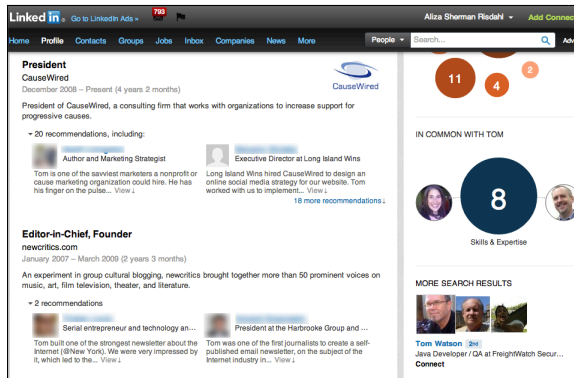 Linked in. Go to LinkedIn Ads » 793 Aliza Sherman Risdahl Add Connec
Home Profile Contacts Groups Jobs Inbox Companies News More People Search... Adv
President
CauseWired
December 2008 – Present (4 years 2 months)
CauseWired
President of CauseWired, a consulting firm that works with organizations to increase support for
progressive causes.
20 recommendations, including:
Author and Marketing Strategist
Tom is one of the savviest marketers a nonprofit or
cause marketing organization could hire. He has
his finger on the pulse... View↓
Executive Director at Long Island Wins
Long Island Wins hired CauseWired to design an
online social media strategy for our website. Tom
worked with us to implement... View↓
18 more recommendations↓
Editor-in-Chief, Founder
newcritics.com
January 2007 – March 2009 (2 years 3 months)
An experiment in group cultural blogging, newcritics brought together more than 50 prominent voices on
music, art, film television, theater, and literature.
2 recommendations
Serial entrepreneur and technology an...
Tom built one of the strongest newsletter about the
Internet (@New York). We were very impressed by
it, which led to the... View↓
President at the Harbrooke Group and ...
Tom was one of the first journalists to create a self-
published email newsletter, on the subject of the
Internet industry in... View↓
11
4
2
IN COMMON WITH TOM
8
Skills & Expertise
MORE SEARCH RESULTS
Tom Watson 2nd
Java Developer / QA at FreightWatch Secur...
Connect